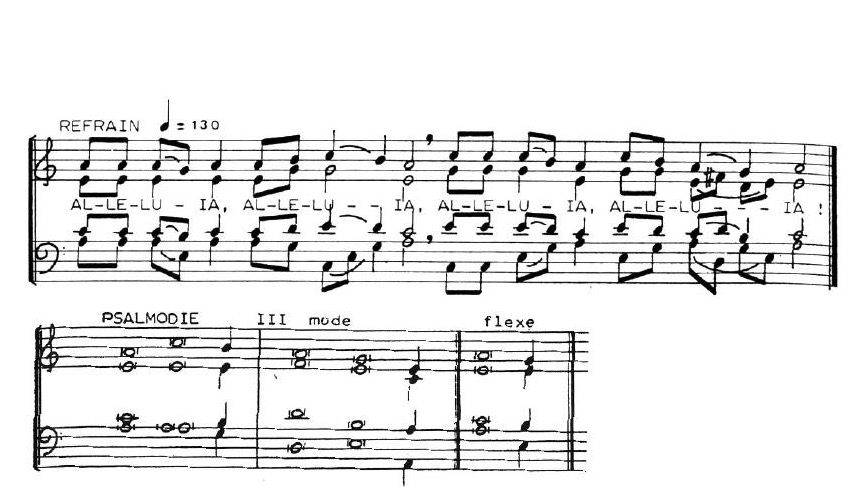 REFRAIN ♩ = 130
AL-LE-LU - IA, AL-LE-LU - - IA, AL-LE-LU - IA, AL-LE-LU - - - IA !
PSALMODIE III mode flexe